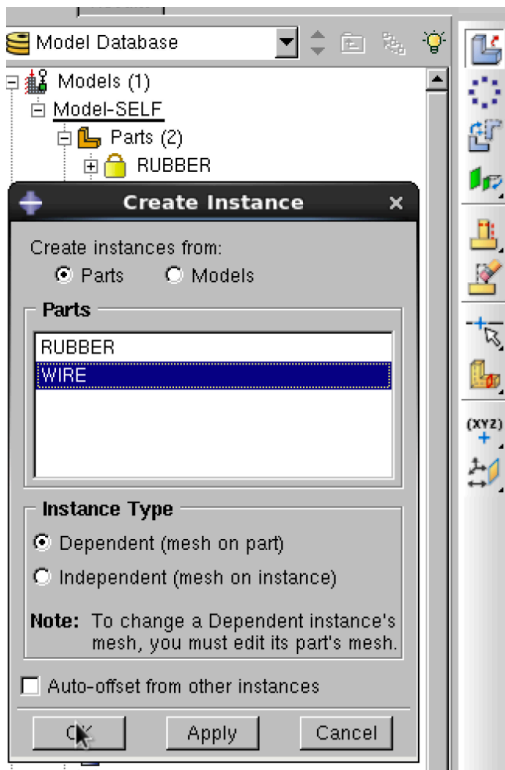 Model Database
Models (1)
Model-SELF
Parts (2)
RUBBER
Create Instance
Create instances from:
Parts Models
Parts
RUBBER
WIRE
Instance Type
Dependent (mesh on part)
Independent (mesh on instance)
Note: To change a Dependent instance's
mesh, you must edit its part's mesh.
Auto-offset from other instances
OK Apply Cancel
(XYZ)